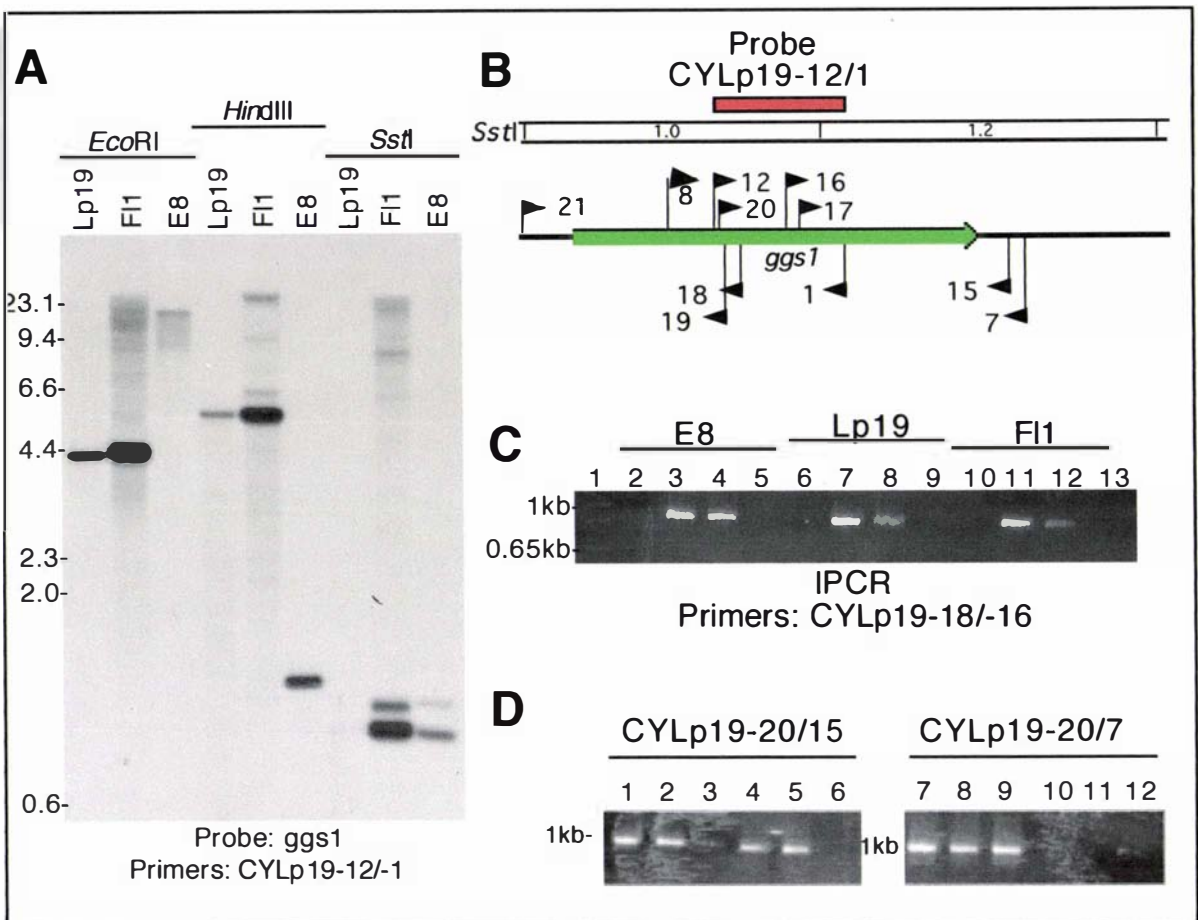 A
EcoRI
HindIII
SstI
Lp19
Fl1
E8
Lp19
Fl1
E8
Lp19
Fl1
E8
23.1-
9.4-
6.6-
4.4-
2.3-
2.0-
0.6-
Probe: ggs1
Primers: CYLp19-12/-1
B
Probe
CYLp19-12/1
SstI
1.0
1.2
21
8
12
16
20
17
ggs1
18
1
15
19
7
C
E8
Lp19
Fl1
1 2 3 4 5 6 7 8 9 10 11 12 13
1kb-
0.65kb-
IPCR
Primers: CYLp19-18/-16
D
CYLp19-20/15
CYLp19-20/7
1 2 3 4 5 6
7 8 9 10 11 12
1kb-
1kb